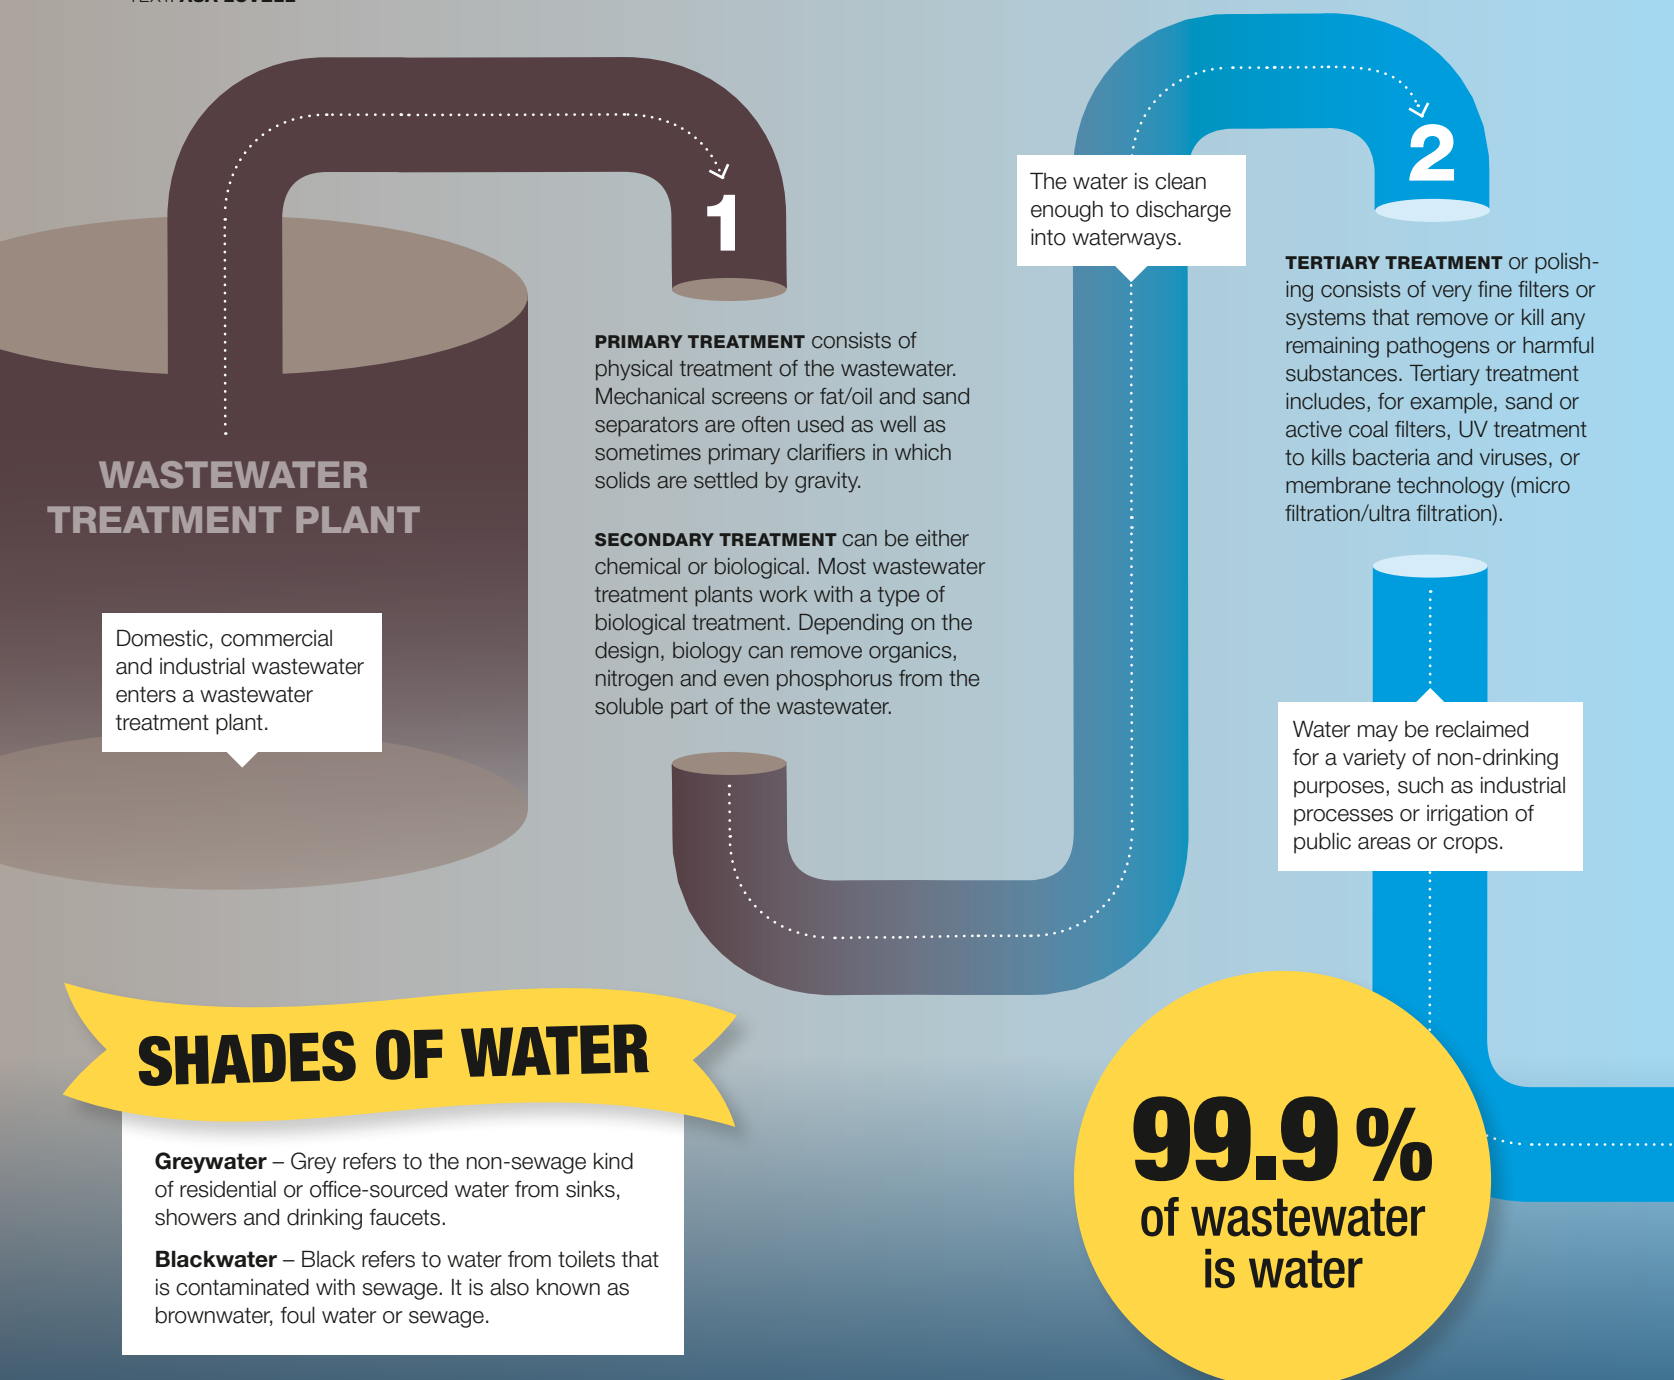 1
2
The water is clean
enough to discharge
into waterways.
PRIMARY TREATMENT consists of
physical treatment of the wastewater.
Mechanical screens or fat/oil and sand
separators are often used as well as
sometimes primary clarifiers in which
solids are settled by gravity.
SECONDARY TREATMENT can be either
chemical or biological. Most wastewater
treatment plants work with a type of
biological treatment. Depending on the
design, biology can remove organics,
nitrogen and even phosphorus from the
soluble part of the wastewater.
TERTIARY TREATMENT or polish-
ing consists of very fine filters or
systems that remove or kill any
remaining pathogens or harmful
substances. Tertiary treatment
includes, for example, sand or
active coal filters, UV treatment
to kills bacteria and viruses, or
membrane technology (micro
filtration/ultra filtration).
WASTEWATER
TREATMENT PLANT
Domestic, commercial
and industrial wastewater
enters a wastewater
treatment plant.
Water may be reclaimed
for a variety of non-drinking
purposes, such as industrial
processes or irrigation of
public areas or crops.
SHADES OF WATER
Greywater – Grey refers to the non-sewage kind
of residential or office-sourced water from sinks,
showers and drinking faucets.
Blackwater – Black refers to water from toilets that
is contaminated with sewage. It is also known as
brownwater, foul water or sewage.
99.9 %
of wastewater
is water